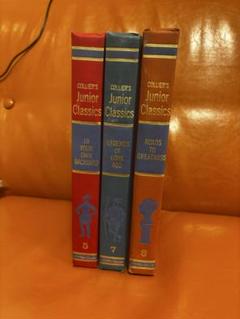 COLLIER'S
Junior
Classics
IN
YOUR
OWN
BACKYARD
5
COLLIER'S
Junior
Classics
LEGENDS
OF
LONG
AGO
7
COLLIER'S
Junior
Classics
ROADS
TO
GREATNESS
8